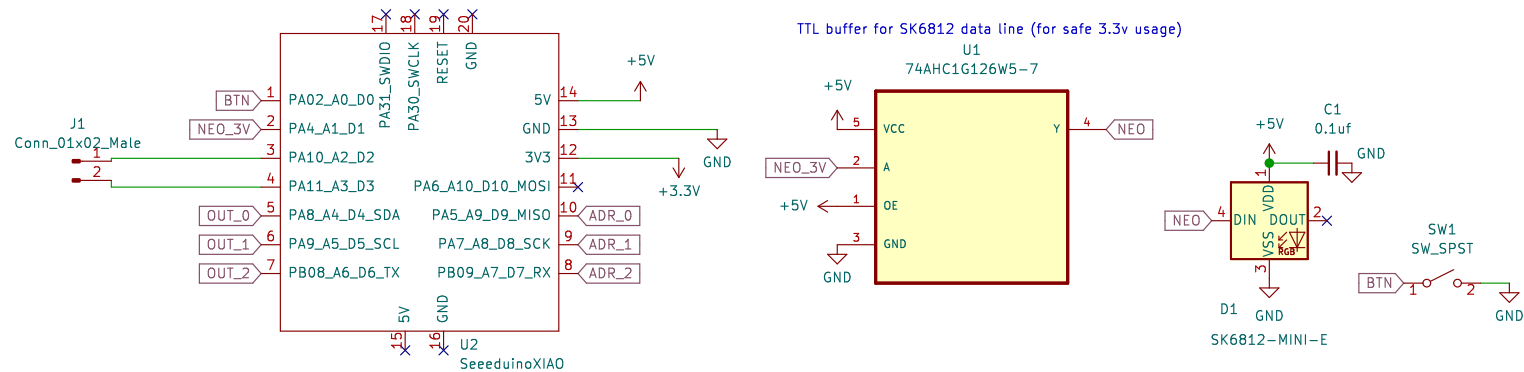 TTL buffer for SK6812 data line (for safe 3.3v usage)
17
18
19
20
PA31_SWDIO
PA30_SWCLK
RESET
GND
J1
Conn_01x02_Male
1
2
BTN
1
PA02_A0_D0
NEO_3V
2
PA4_A1_D1
3
PA10_A2_D2
4
PA11_A3_D3
OUT_0
5
PA8_A4_D4_SDA
OUT_1
6
PA9_A5_D5_SCL
OUT_2
7
PB08_A6_D6_TX
5V
14
+5V
GND
13
GND
3V3
12
+3.3V
PA6_A10_D10_MOSI
11
PA5_A9_D9_MISO
10
ADR_0
PA7_A8_D8_SCK
9
ADR_1
PB09_A7_D7_RX
8
ADR_2
5V
GND
15
16
U2
SeeeduinoXIAO
U1
74AHC1G126W5-7
+5V
5
VCC
NEO_3V
2
A
+5V
1
OE
3
GND
GND
Y
4
NEO
C1
0.1uf
+5V
GND
1
VDD
NEO
4
DIN
DOUT
2
VSS
RGB
3
D1
GND
SK6812-MINI-E
SW1
SW_SPST
BTN
1
2
GND